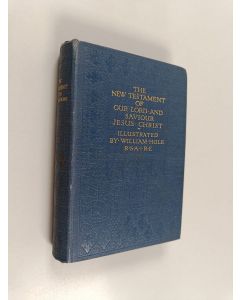 THE
NEW TESTAMENT
OF
OUR LORD AND
SAVIOUR
JESUS CHRIST
ILLUSTRATED
BY·WILLIAM·HOLE
R·S·A·&·R·E